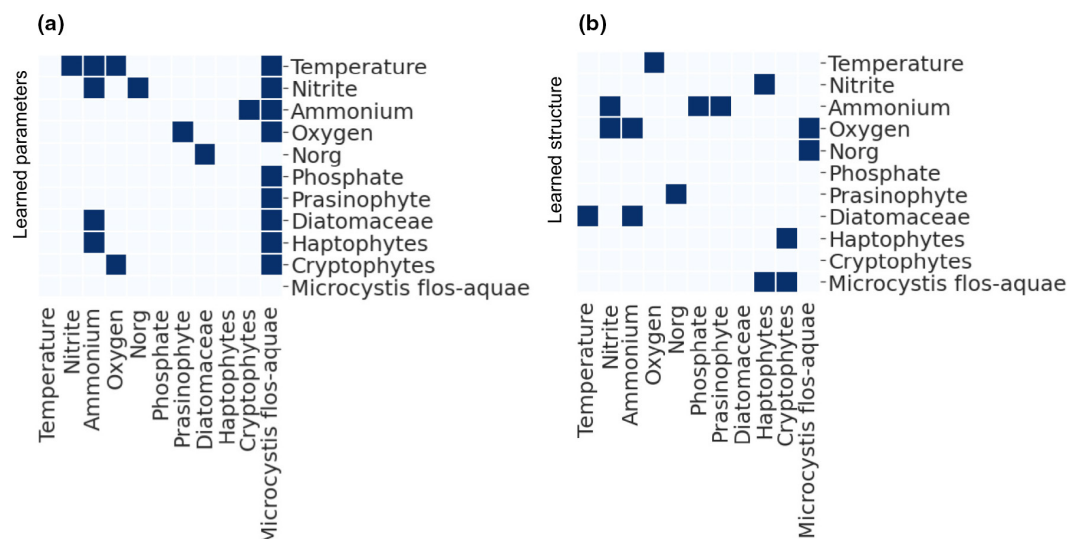 (a)
Learned parameters
Temperature
Nitrite
Ammonium
Oxygen
Norg
Phosphate
Prasinophyte
Diatomaceae
Haptophytes
Cryptophytes
Microcystis flos-aquae
Temperature
Nitrite
Ammonium
Oxygen
Norg
Phosphate
Prasinophyte
Diatomaceae
Haptophytes
Cryptophytes
Microcystis flos-aquae
(b)
Learned structure
Temperature
Nitrite
Ammonium
Oxygen
Norg
Phosphate
Prasinophyte
Diatomaceae
Haptophytes
Cryptophytes
Microcystis flos-aquae
Temperature
Nitrite
Ammonium
Oxygen
Norg
Phosphate
Prasinophyte
Diatomaceae
Haptophytes
Cryptophytes
Microcystis flos-aquae